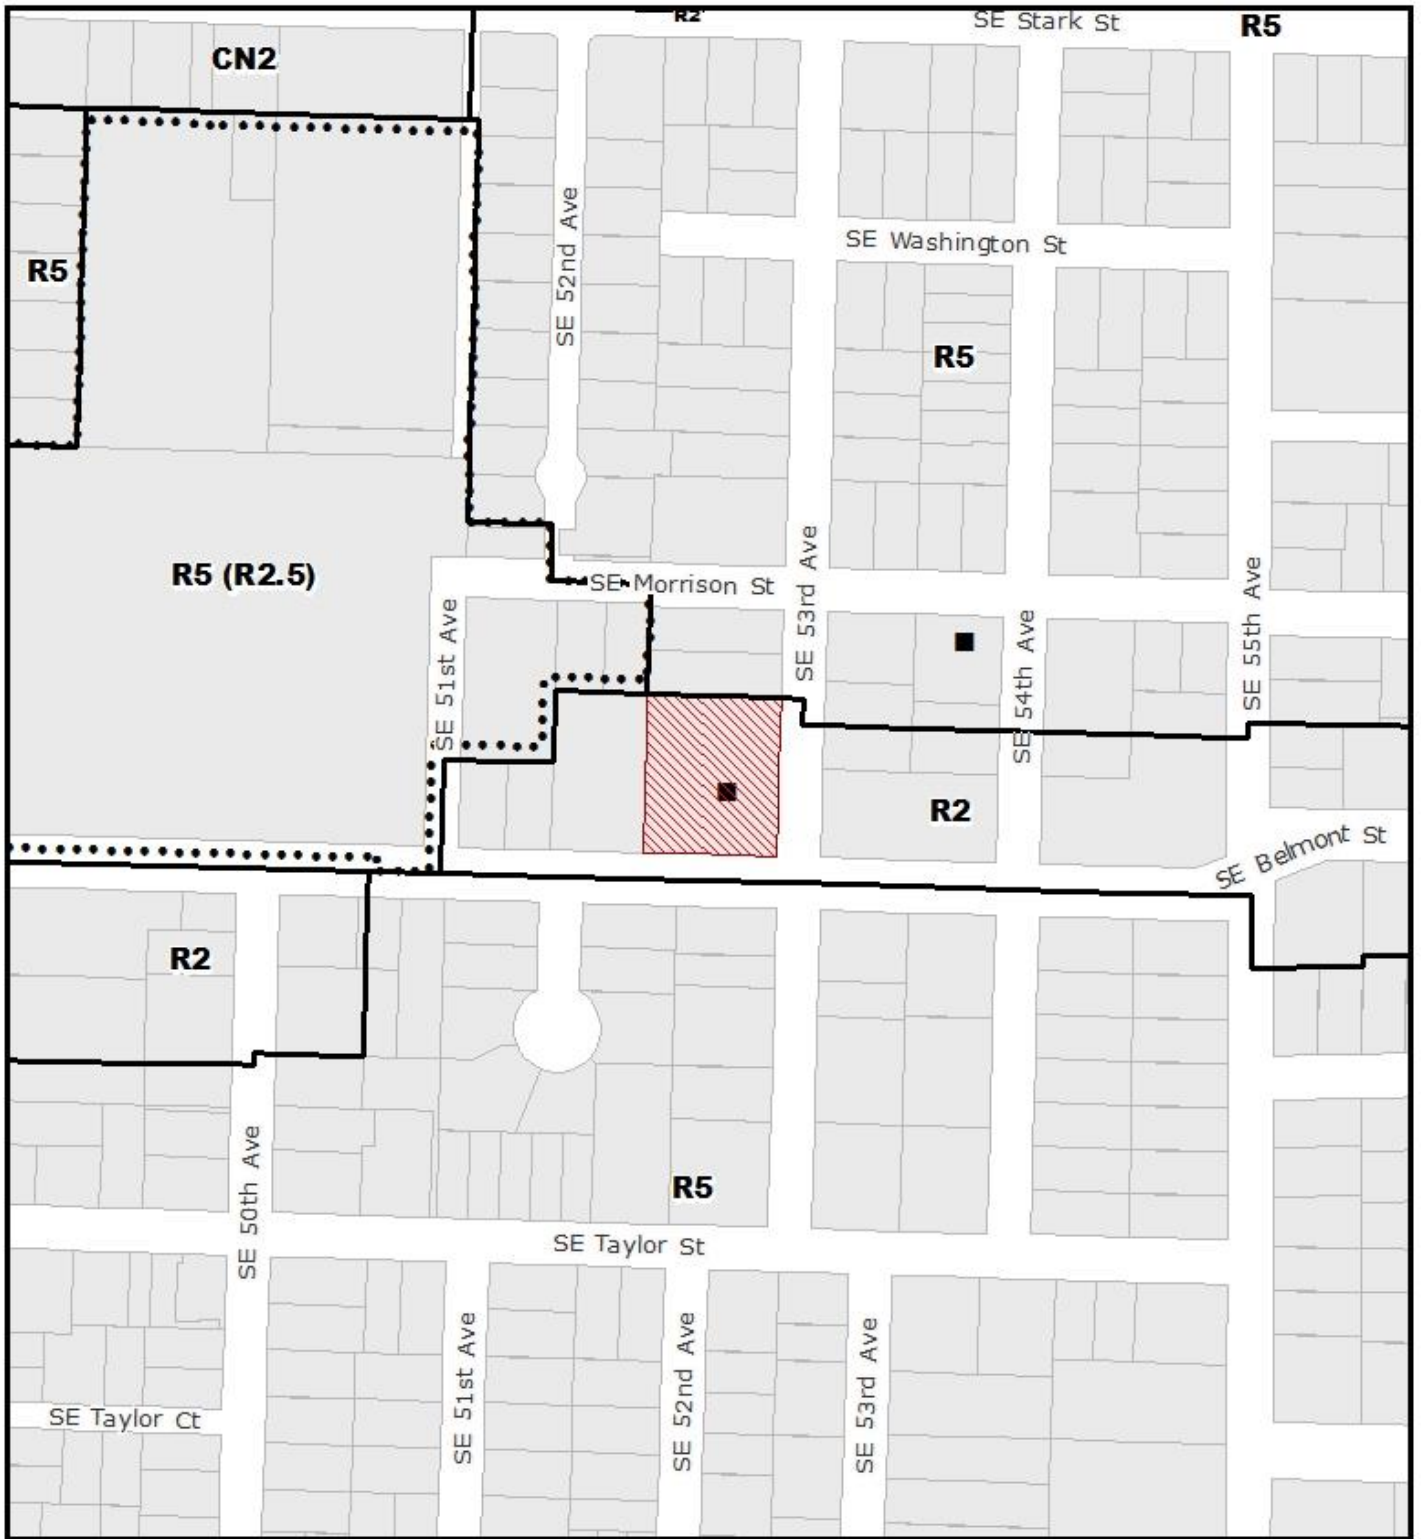 R2
SE Stark St
R5
CN2
SE 52nd Ave
SE Washington St
R5
R5
R5 (R2.5)
SE Morrison St
SE 53rd Ave
SE 55th Ave
SE 51st Ave
SE 54th Ave
R2
SE Belmont St
R2
SE 50th Ave
R5
SE Taylor St
SE 51st Ave
SE 52nd Ave
SE 53rd Ave
SE Taylor Ct